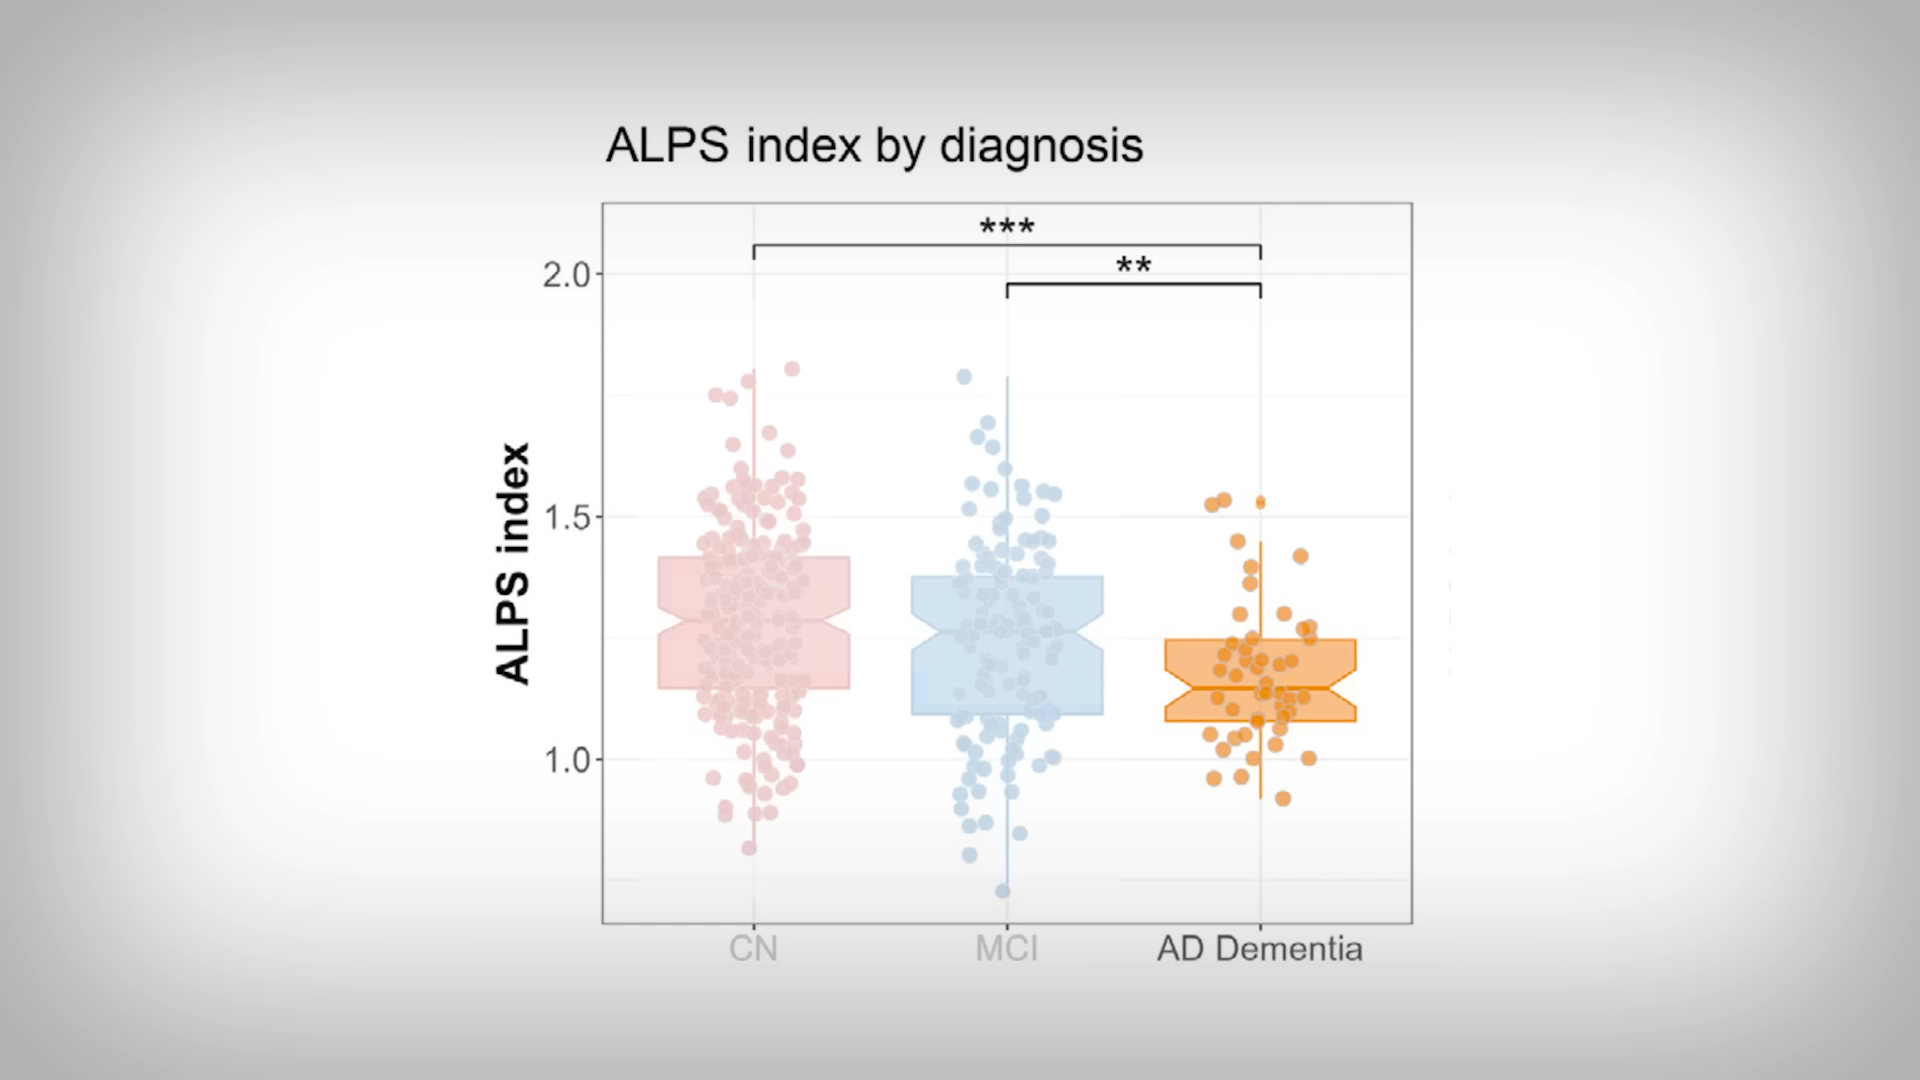 ALPS index by diagnosis
***
**
2.0
1.5
1.0
ALPS index
CN
MCI
AD Dementia